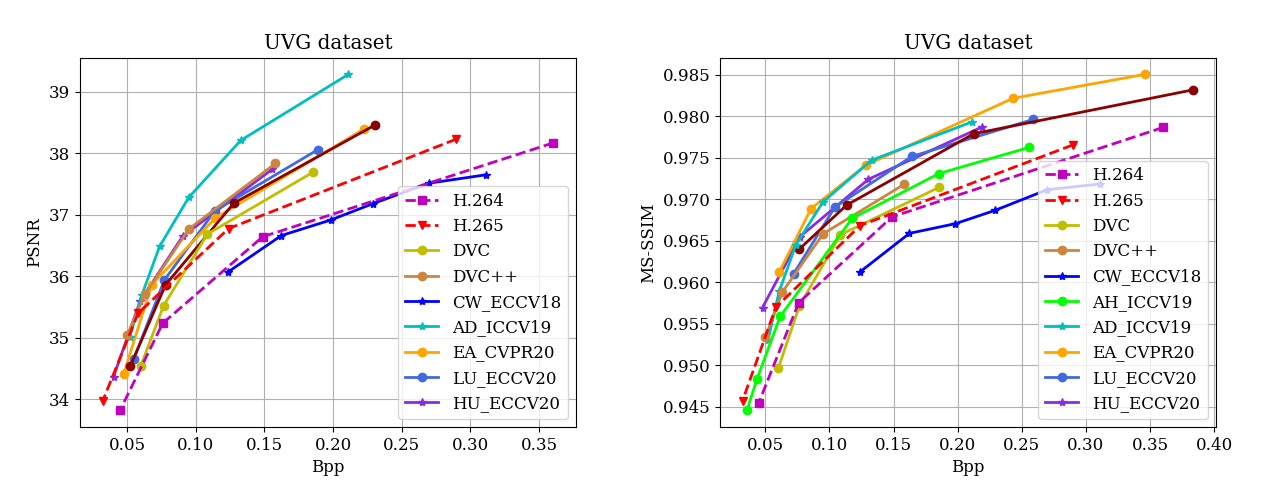 UVG dataset
PSNR
39
38
37
36
35
34
0.05 0.10 0.15 0.20 0.25 0.30 0.35
Bpp
H.264
H.265
DVC
DVC++
CW_ECCV18
AD_ICCV19
EA_CVPR20
LU_ECCV20
HU_ECCV20
UVG dataset
MS-SSIM
0.985
0.980
0.975
0.970
0.965
0.960
0.955
0.950
0.945
0.05 0.10 0.15 0.20 0.25 0.30 0.35 0.40
Bpp
H.264
H.265
DVC
DVC++
CW_ECCV18
AH_ICCV19
AD_ICCV19
EA_CVPR20
LU_ECCV20
HU_ECCV20